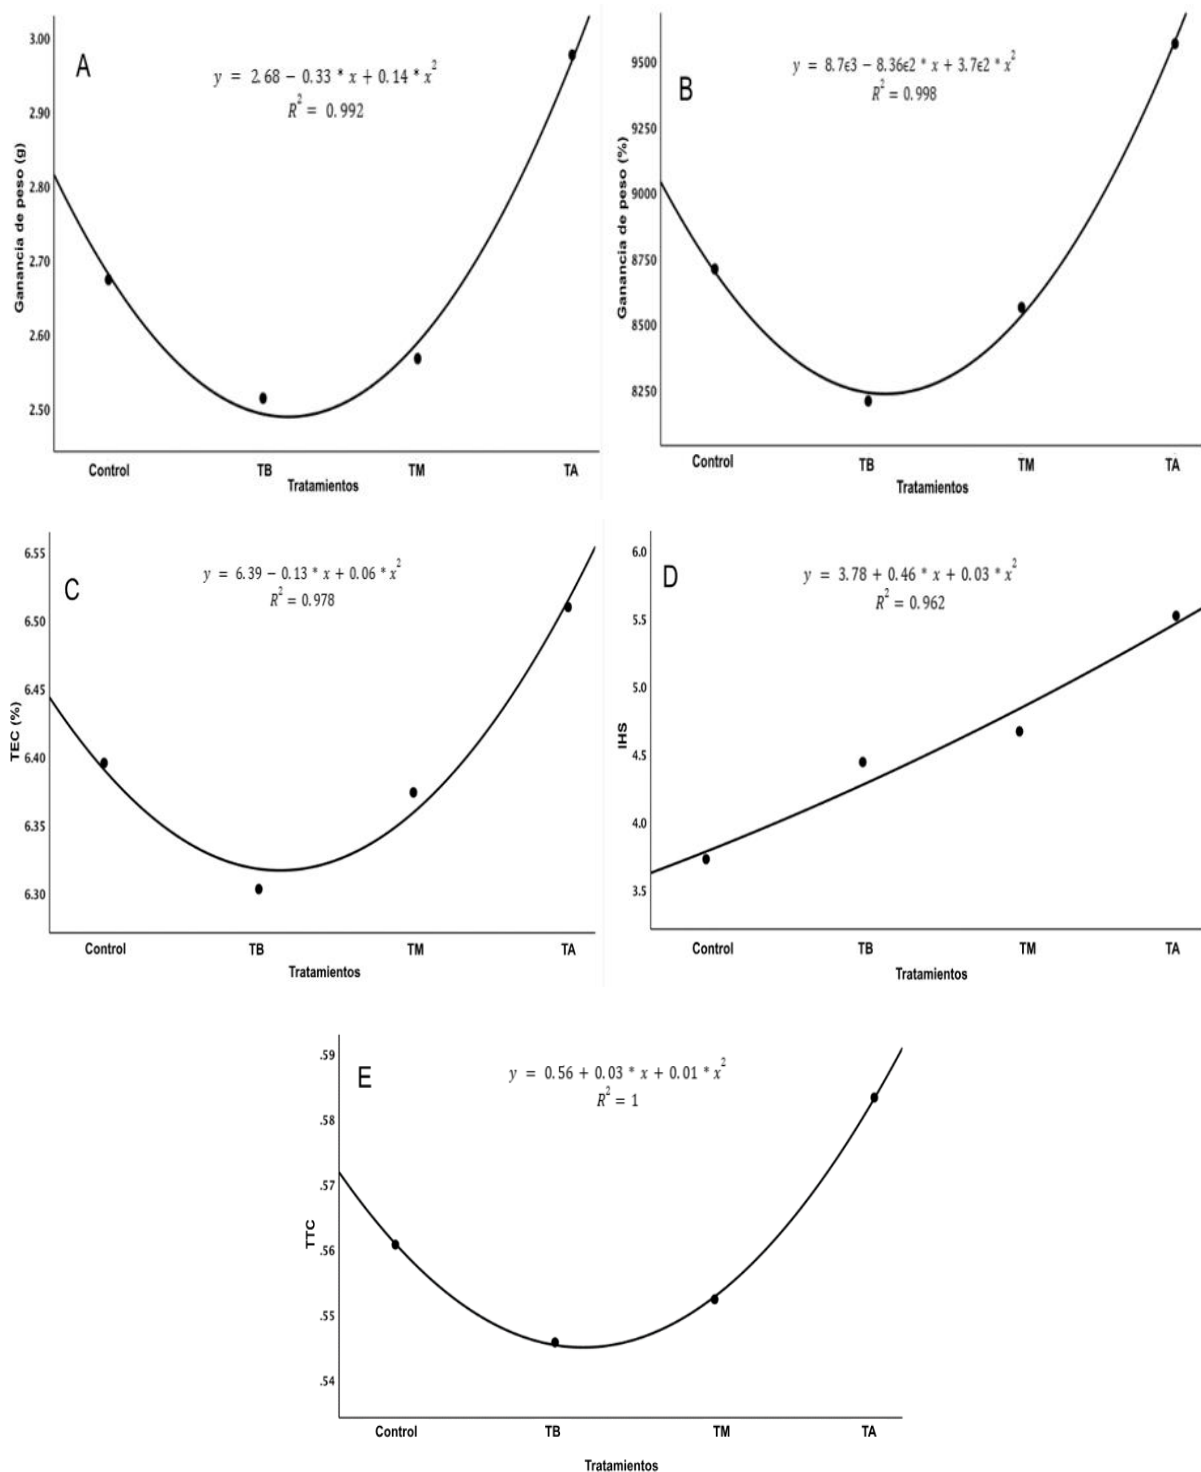 A
y = 2.68 − 0.33 * x + 0.14 * x²
R² = 0.992
Ganancia de peso (g)
3.00
2.90
2.80
2.70
2.60
2.50
Control TB TM TA
Tratamientos
B
y = 8.7ϵ3 − 8.36ϵ2 * x + 3.7ϵ2 * x²
R² = 0.998
Ganancia de peso (%)
9500
9250
9000
8750
8500
8250
Control TB TM TA
Tratamientos
C
y = 6.39 − 0.13 * x + 0.06 * x²
R² = 0.978
TEC (%)
6.55
6.50
6.45
6.40
6.35
6.30
Control TB TM TA
Tratamientos
D
y = 3.78 + 0.46 * x + 0.03 * x²
R² = 0.962
IHS
6.0
5.5
5.0
4.5
4.0
3.5
Control TB TM TA
Tratamientos
E
y = 0.56 + 0.03 * x + 0.01 * x²
R² = 1
TTC
.59
.58
.57
.56
.55
.54
Control TB TM TA
Tratamientos